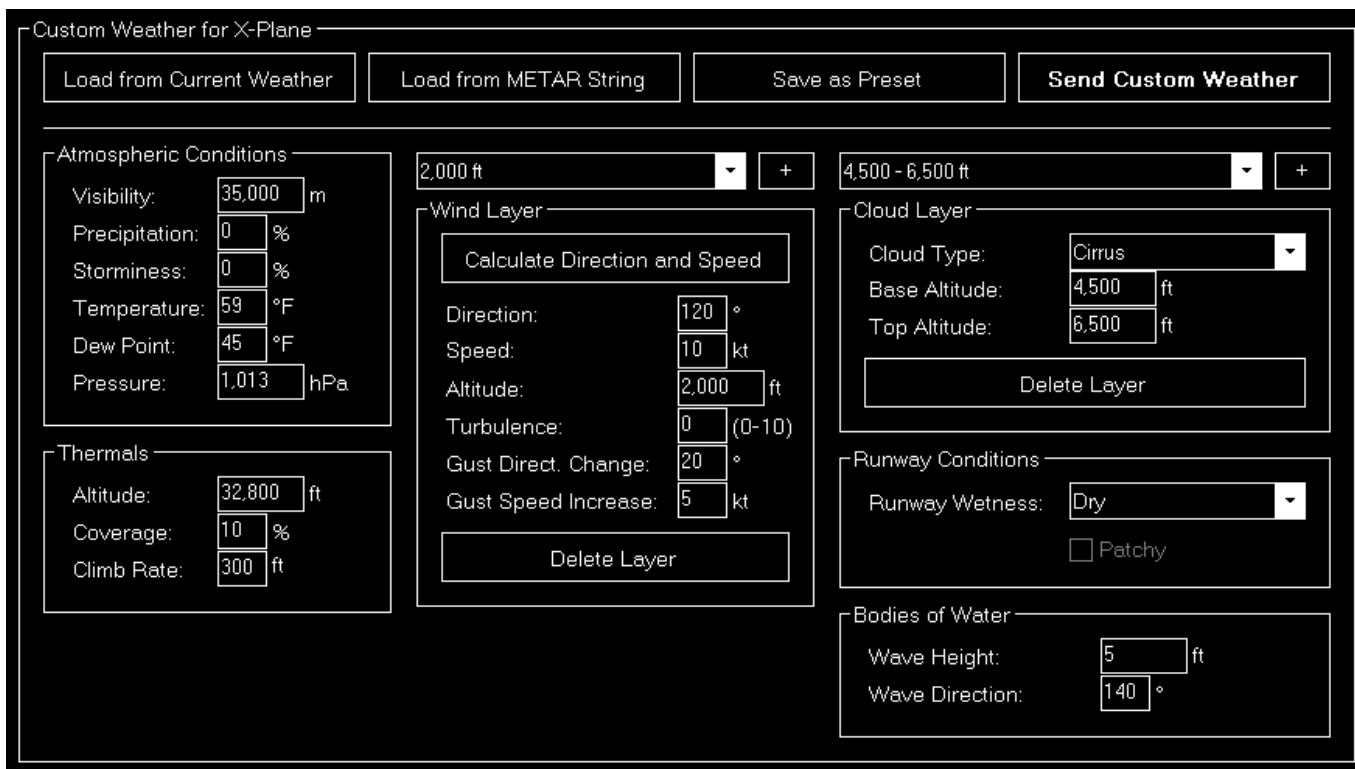 Custom Weather for X-Plane
Load from Current Weather
Load from METAR String
Save as Preset
Send Custom Weather
Atmospheric Conditions
Visibility: 35,000 m
Precipitation: 0 %
Storminess: 0 %
Temperature: 59 °F
Dew Point: 45 °F
Pressure: 1,013 hPa
Thermals
Altitude: 32,800 ft
Coverage: 10 %
Climb Rate: 300 ft
2,000 ft
+
Wind Layer
Calculate Direction and Speed
Direction: 120 °
Speed: 10 kt
Altitude: 2,000 ft
Turbulence: 0 (0-10)
Gust Direct. Change: 20 °
Gust Speed Increase: 5 kt
Delete Layer
4,500 - 6,500 ft
+
Cloud Layer
Cloud Type: Cirrus
Base Altitude: 4,500 ft
Top Altitude: 6,500 ft
Delete Layer
Runway Conditions
Runway Wetness: Dry
Patchy
Bodies of Water
Wave Height: 5 ft
Wave Direction: 140 °